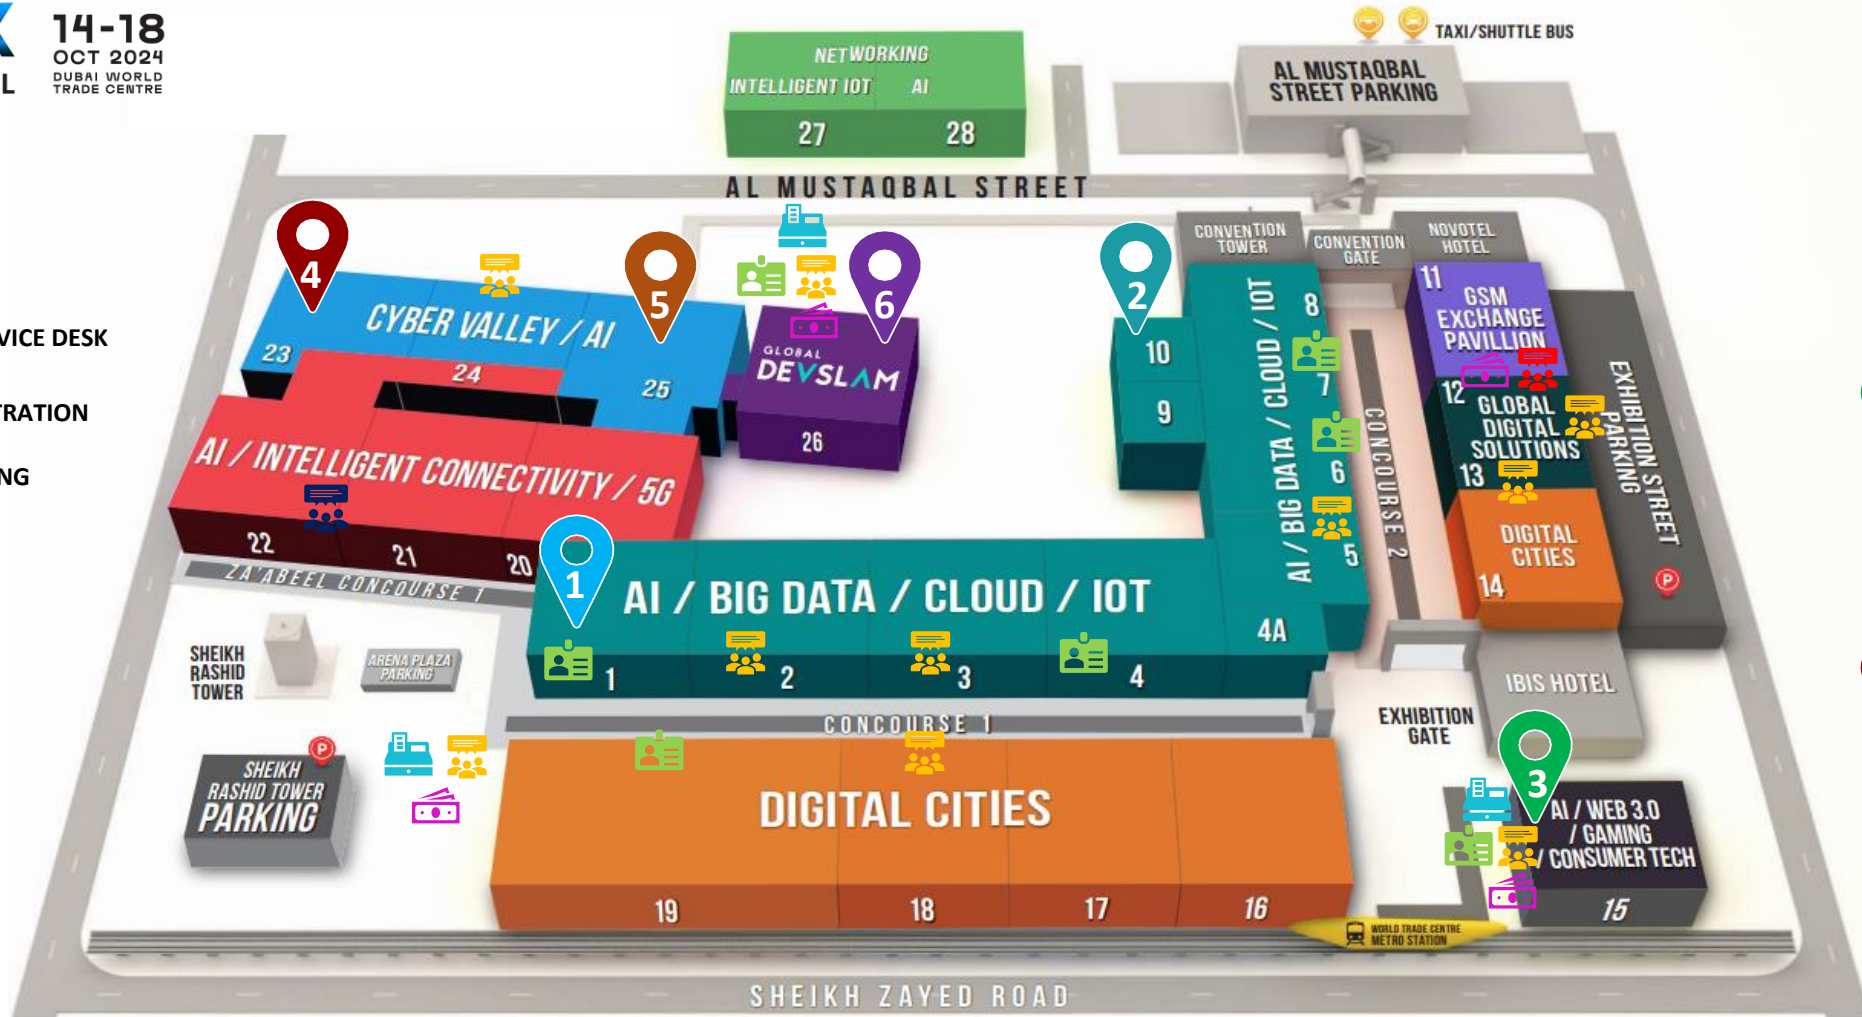 14-18
OCT 2024
DUBAI WORLD
TRADE CENTRE
L
TAXI/SHUTTLE BUS
NETWORKING
INTELLIGENT IOT
AI
27
28
AL MUSTAQBAL
STREET PARKING
AL MUSTAQBAL STREET
CONVENTION
TOWER
CONVENTION
GATE
NOVOTEL
HOTEL
4
5
6
2
CYBER VALLEY / AI
23
24
25
GLOBAL
DEVSLAM
26
10
9
8
7
6
5
AI / BIG DATA / CLOUD / IOT
CONCOURSE 2
11
GSM
EXCHANGE
PAVILLION
12
GLOBAL
DIGITAL
SOLUTIONS
13
DIGITAL
CITIES
14
EXHIBITION STREET
PARKING
P
VICE DESK
TRATION
NG
AI / INTELLIGENT CONNECTIVITY / 5G
22
21
20
ZA'ABEEL CONCOURSE 1
1
AI / BIG DATA / CLOUD / IOT
4A
1
2
3
4
SHEIKH
RASHID
TOWER
ARENA PLAZA
PARKING
IBIS HOTEL
EXHIBITION
GATE
CONCOURSE 1
P
SHEIKH
RASHID TOWER
PARKING
DIGITAL CITIES
19
18
17
16
3
AI / WEB 3.0
/ GAMING
/ CONSUMER TECH
15
WORLD TRADE CENTRE
METRO STATION
SHEIKH ZAYED ROAD